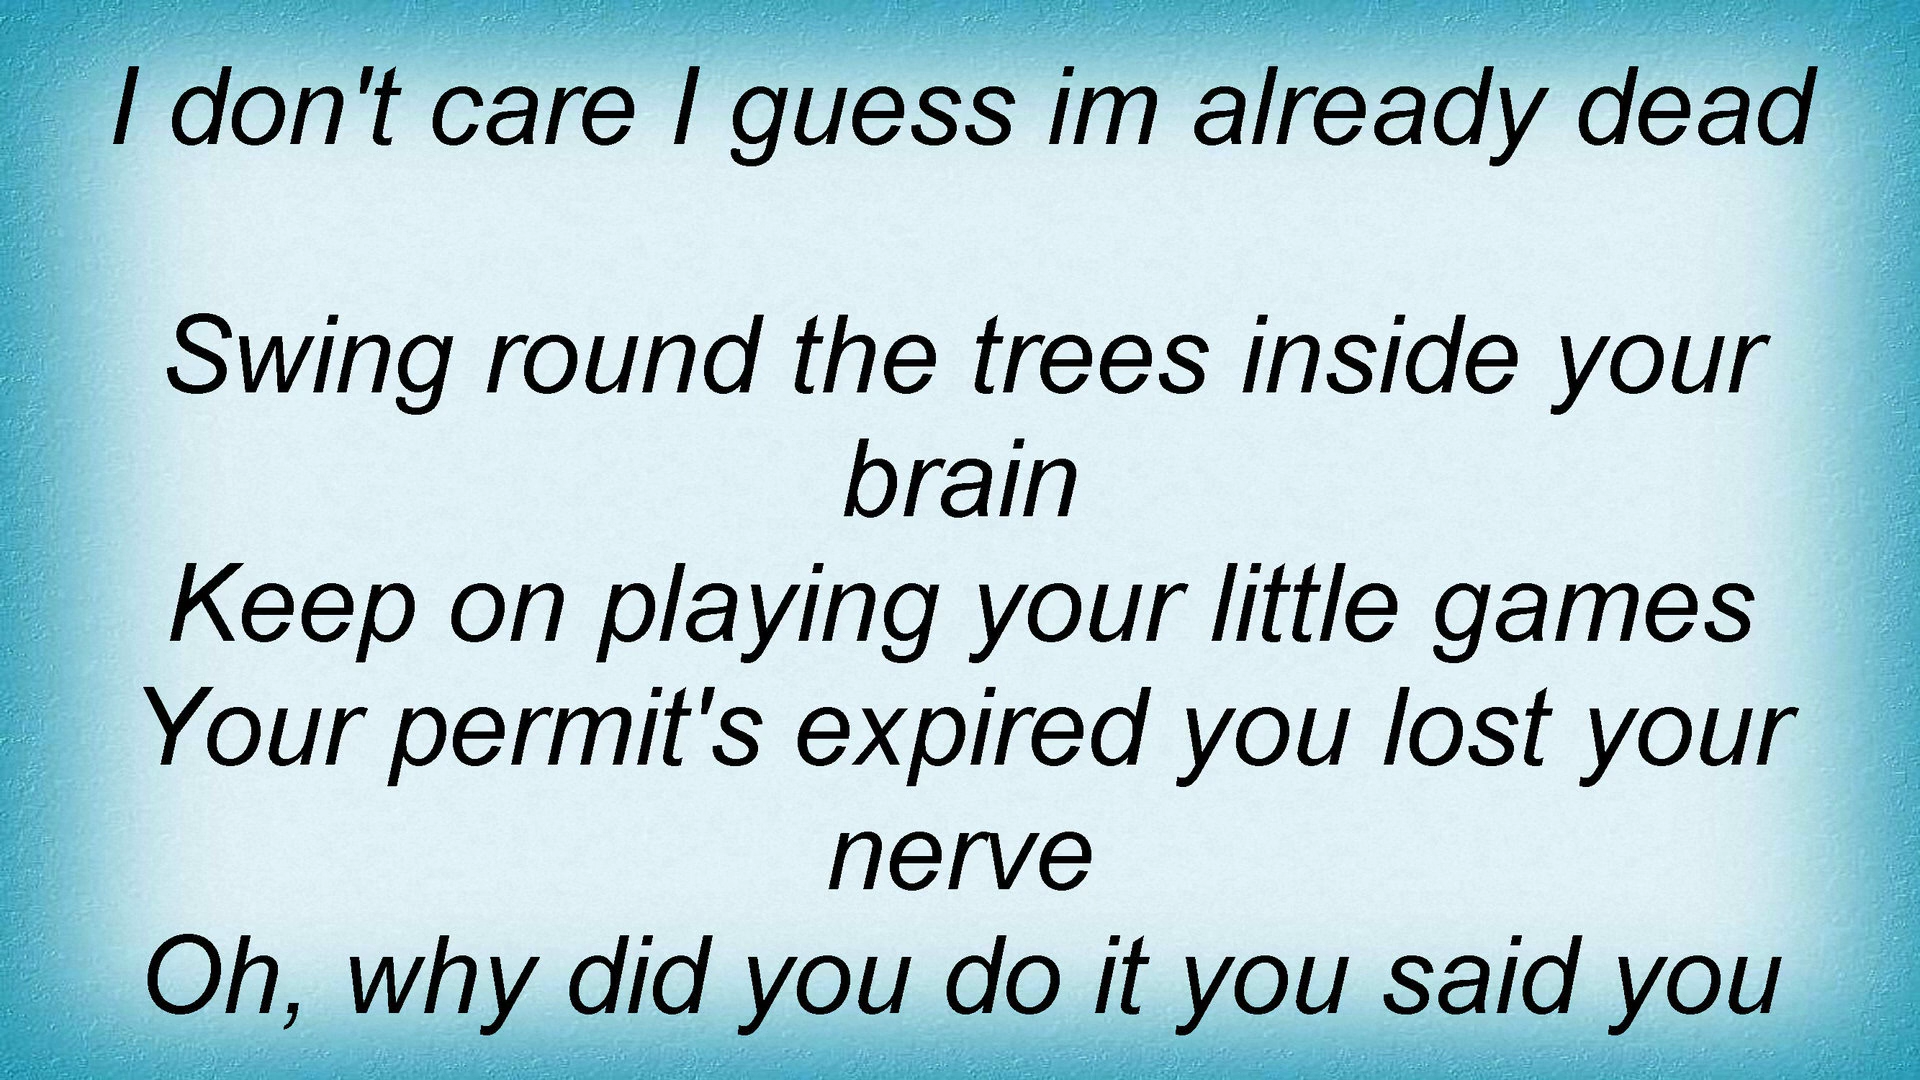 I don't care I guess im already dead
Swing round the trees inside your
brain
Keep on playing your little games
Your permit's expired you lost your
nerve
Oh, why did you do it you said you